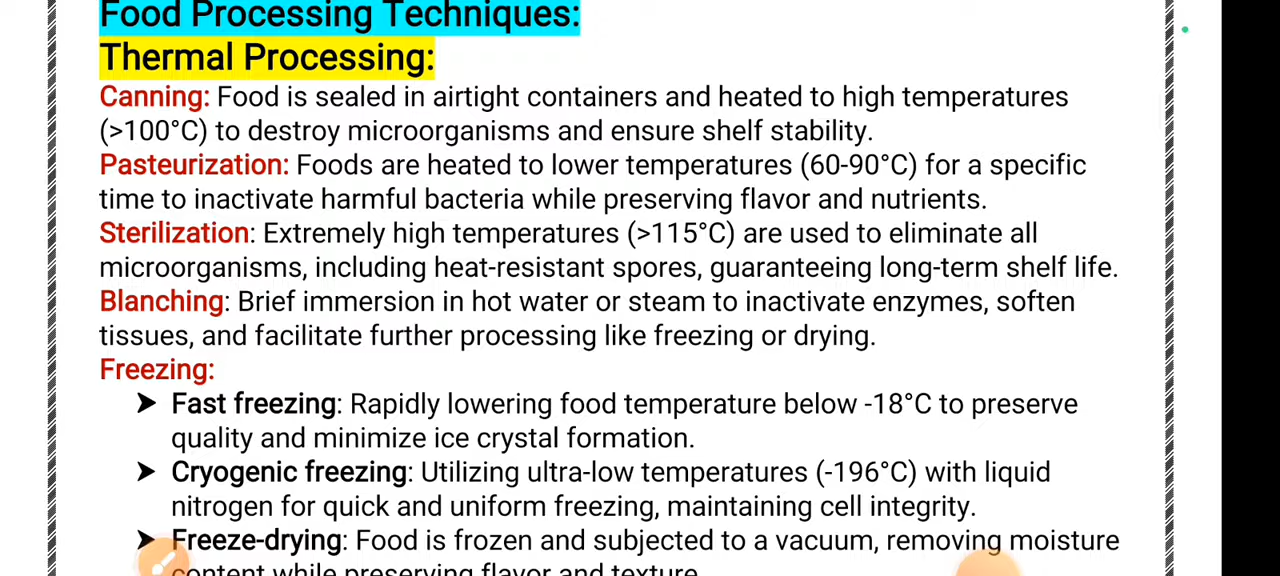 Food Processing Techniques:
Thermal Processing:
Canning: Food is sealed in airtight containers and heated to high temperatures
(>100°C) to destroy microorganisms and ensure shelf stability.
Pasteurization: Foods are heated to lower temperatures (60-90°C) for a specific
time to inactivate harmful bacteria while preserving flavor and nutrients.
Sterilization: Extremely high temperatures (>115°C) are used to eliminate all
microorganisms, including heat-resistant spores, guaranteeing long-term shelf life.
Blanching: Brief immersion in hot water or steam to inactivate enzymes, soften
tissues, and facilitate further processing like freezing or drying.
Freezing:
➤ Fast freezing: Rapidly lowering food temperature below -18°C to preserve
quality and minimize ice crystal formation.
➤ Cryogenic freezing: Utilizing ultra-low temperatures (-196°C) with liquid
nitrogen for quick and uniform freezing, maintaining cell integrity.
➤ Freeze-drying: Food is frozen and subjected to a vacuum, removing moisture
content while preserving flavor and texture.